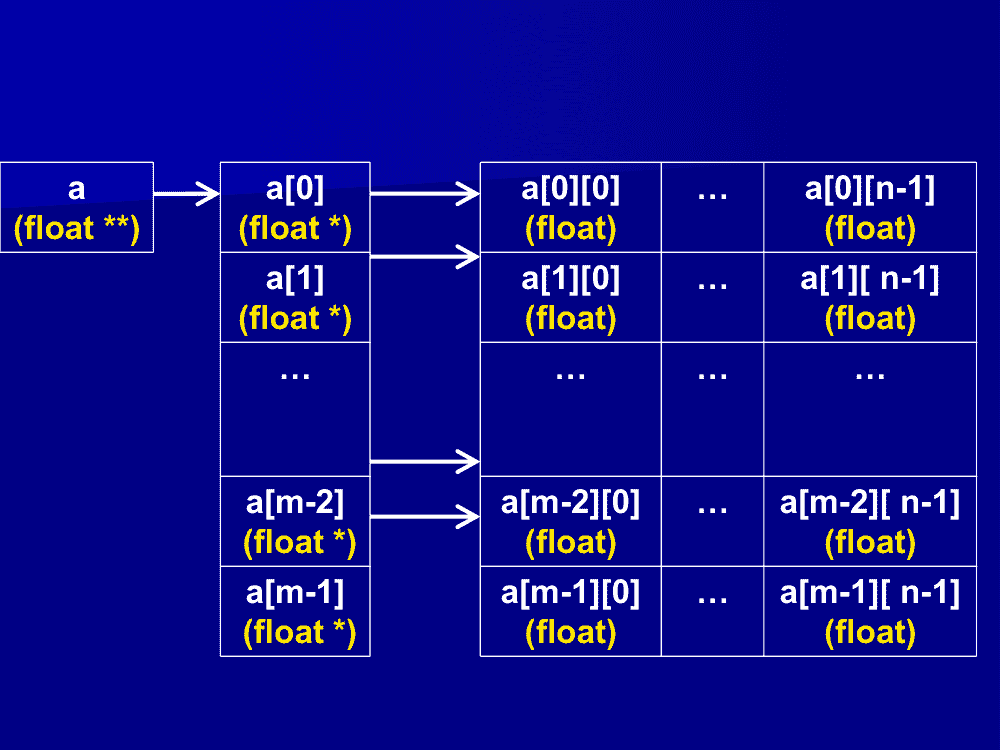 a
(float **)
a[0]
(float *)
a[0][0]
(float)
…
a[0][n-1]
(float)
a[1]
(float *)
a[1][0]
(float)
…
a[1][ n-1]
(float)
…
…
…
…
a[m-2]
(float *)
a[m-2][0]
(float)
…
a[m-2][ n-1]
(float)
a[m-1]
(float *)
a[m-1][0]
(float)
…
a[m-1][ n-1]
(float)